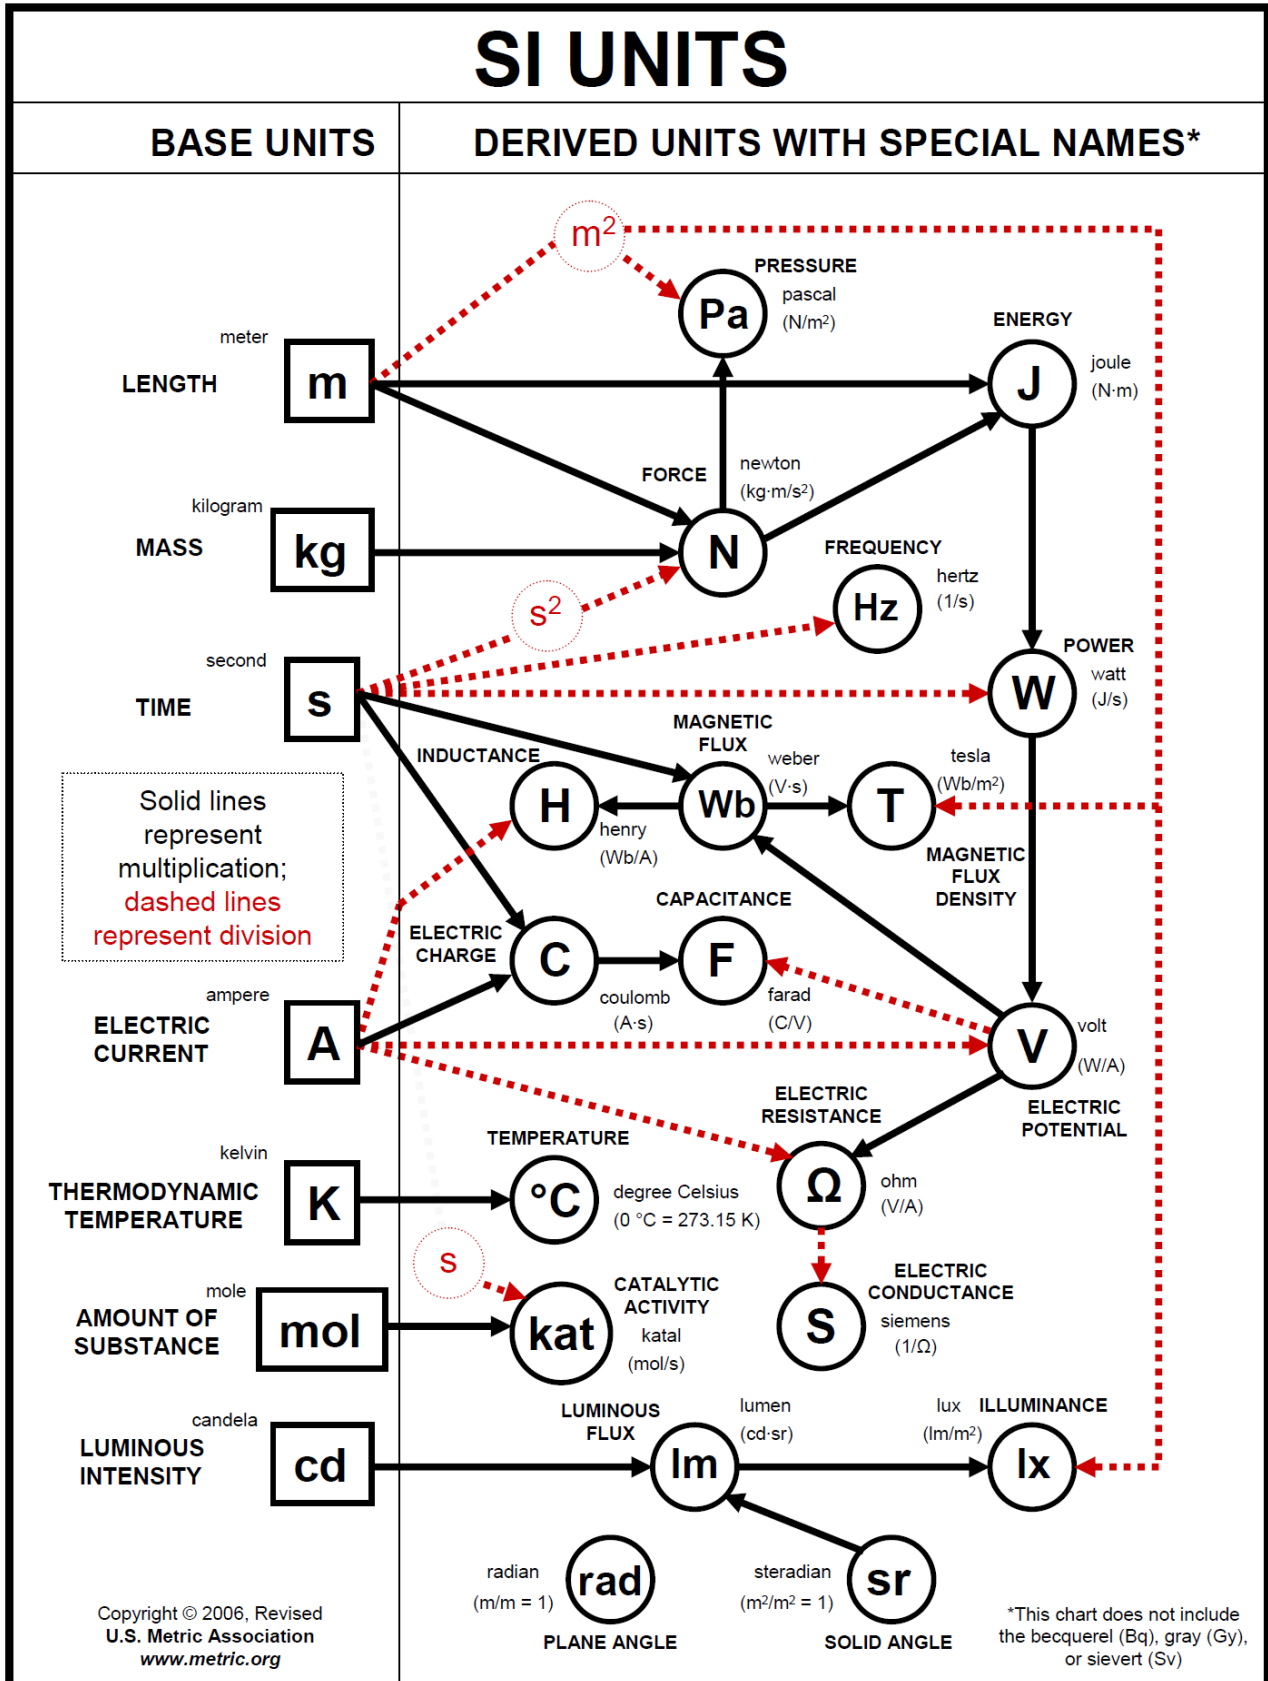 SI UNITS
BASE UNITS
DERIVED UNITS WITH SPECIAL NAMES*
m²
PRESSURE
pascal
(N/m²)
Pa
ENERGY
joule
(N·m)
J
meter
LENGTH
m
FORCE
newton
(kg·m/s²)
N
kilogram
MASS
kg
FREQUENCY
hertz
(1/s)
Hz
s²
second
TIME
s
POWER
watt
(J/s)
W
MAGNETIC
FLUX
weber
(V·s)
Wb
INDUCTANCE
H
henry
(Wb/A)
tesla
(Wb/m²)
T
MAGNETIC
FLUX
DENSITY
Solid lines
represent
multiplication;
dashed lines
represent division
ELECTRIC
CHARGE
C
coulomb
(A·s)
CAPACITANCE
F
farad
(C/V)
ampere
ELECTRIC
CURRENT
A
V
volt
(W/A)
ELECTRIC
POTENTIAL
ELECTRIC
RESISTANCE
Ω
ohm
(V/A)
kelvin
THERMODYNAMIC
TEMPERATURE
K
TEMPERATURE
°C
degree Celsius
(0 °C = 273.15 K)
s
mole
AMOUNT OF
SUBSTANCE
mol
CATALYTIC
ACTIVITY
katal
(mol/s)
kat
ELECTRIC
CONDUCTANCE
siemens
(1/Ω)
S
candela
LUMINOUS
INTENSITY
cd
LUMINOUS
FLUX
lumen
(cd·sr)
lm
lux
(lm/m²)
ILLUMINANCE
lx
radian
(m/m = 1)
rad
PLANE ANGLE
steradian
(m²/m² = 1)
sr
SOLID ANGLE
Copyright © 2006, Revised
U.S. Metric Association
www.metric.org
*This chart does not include
the becquerel (Bq), gray (Gy),
or sievert (Sv)